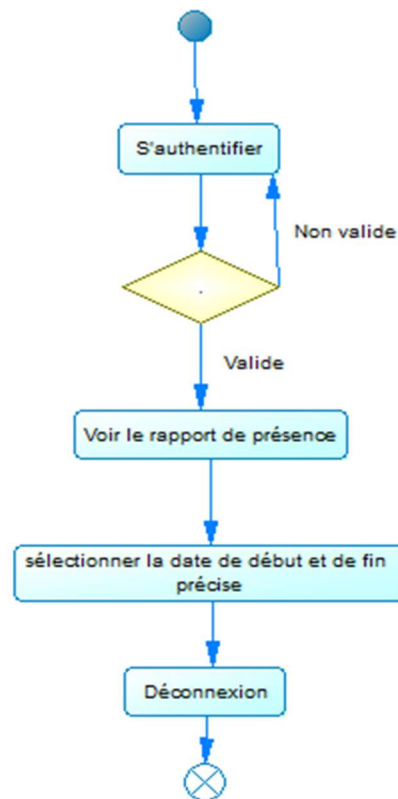 S'authentifier
Non valide
Valide
Voir le rapport de présence
sélectionner la date de début et de fin
précise
Déconnexion